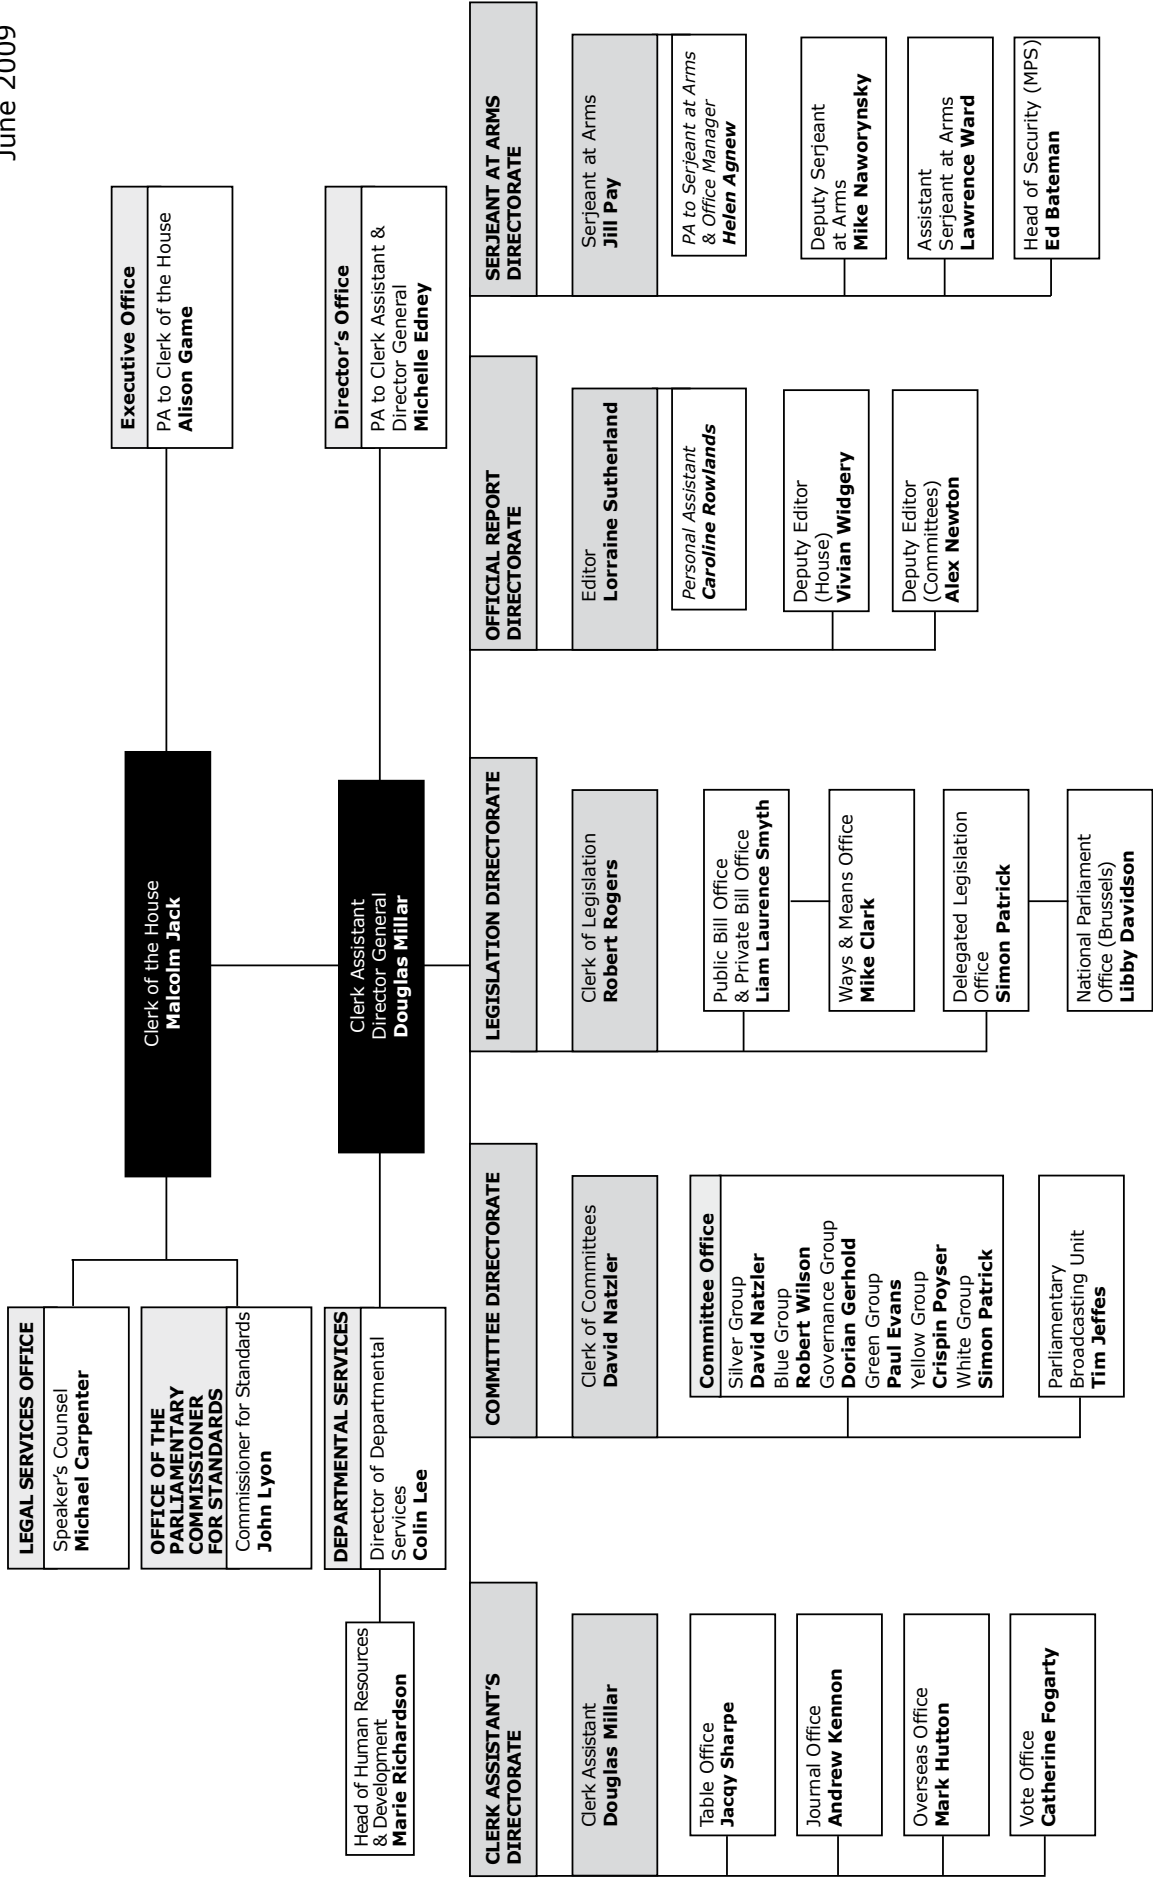 June 2009
LEGAL SERVICES OFFICE
Speaker's Counsel
Michael Carpenter
OFFICE OF THE
PARLIAMENTARY
COMMISSIONER
FOR STANDARDS
Commissioner for Standards
John Lyon
Clerk of the House
Malcolm Jack
Executive Office
PA to Clerk of the House
Alison Game
Head of Human Resources
& Development
Marie Richardson
DEPARTMENTAL SERVICES
Director of Departmental
Services
Colin Lee
Clerk Assistant
Director General
Douglas Millar
Director's Office
PA to Clerk Assistant &
Director General
Michelle Edney
CLERK ASSISTANT'S
DIRECTORATE
Clerk Assistant
Douglas Millar
Table Office
Jacqy Sharpe
Journal Office
Andrew Kennon
Overseas Office
Mark Hutton
Vote Office
Catherine Fogarty
COMMITTEE DIRECTORATE
Clerk of Committees
David Natzler
Committee Office
Silver Group
David Natzler
Blue Group
Robert Wilson
Governance Group
Dorian Gerhold
Green Group
Paul Evans
Yellow Group
Crispin Poyser
White Group
Simon Patrick
Parliamentary
Broadcasting Unit
Tim Jeffes
LEGISLATION DIRECTORATE
Clerk of Legislation
Robert Rogers
Public Bill Office
& Private Bill Office
Liam Laurence Smyth
Ways & Means Office
Mike Clark
Delegated Legislation
Office
Simon Patrick
National Parliament
Office (Brussels)
Libby Davidson
OFFICIAL REPORT
DIRECTORATE
Editor
Lorraine Sutherland
Personal Assistant
Caroline Rowlands
Deputy Editor
(House)
Vivian Widgery
Deputy Editor
(Committees)
Alex Newton
SERJEANT AT ARMS
DIRECTORATE
Serjeant at Arms
Jill Pay
PA to Serjeant at Arms
& Office Manager
Helen Agnew
Deputy Serjeant
at Arms
Mike Naworynsky
Assistant
Serjeant at Arms
Lawrence Ward
Head of Security (MPS)
Ed Bateman